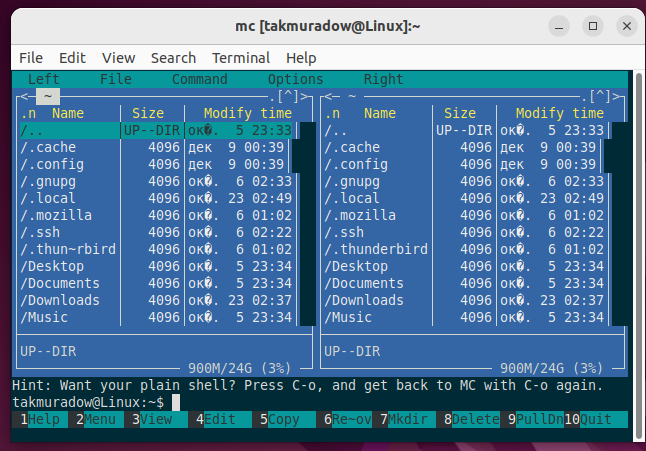 mc [takmuradow@Linux]:~
File Edit View Search Terminal Help
Left File Command Options Right
<─ ~ ─.[^]> <─ ~ ─.[^]>
.n Name Size Modify time .n Name Size Modify time
/.. UP--DIR ок�. 5 23:33 /.. UP--DIR ок�. 5 23:33
/.cache 4096 дек 9 00:39 /.cache 4096 дек 9 00:39
/.config 4096 дек 9 00:39 /.config 4096 дек 9 00:39
/.gnupg 4096 ок�. 6 02:33 /.gnupg 4096 ок�. 6 02:33
/.local 4096 ок�. 23 02:49 /.local 4096 ок�. 23 02:49
/.mozilla 4096 ок�. 6 01:02 /.mozilla 4096 ок�. 6 01:02
/.ssh 4096 ок�. 6 02:22 /.ssh 4096 ок�. 6 02:22
/.thun~rbird 4096 ок�. 6 01:02 /.thunderbird 4096 ок�. 6 01:02
/Desktop 4096 ок�. 5 23:34 /Desktop 4096 ок�. 5 23:34
/Documents 4096 ок�. 5 23:34 /Documents 4096 ок�. 5 23:34
/Downloads 4096 ок�. 23 02:37 /Downloads 4096 ок�. 23 02:37
/Music 4096 ок�. 5 23:34 /Music 4096 ок�. 5 23:34
UP--DIR UP--DIR
900M/24G (3%) 900M/24G (3%)
Hint: Want your plain shell? Press C-o, and get back to MC with C-o again.
takmuradow@Linux:~$
1Help 2Menu 3View 4Edit 5Copy 6Re~ov 7Mkdir 8Delete 9PullDn 10Quit